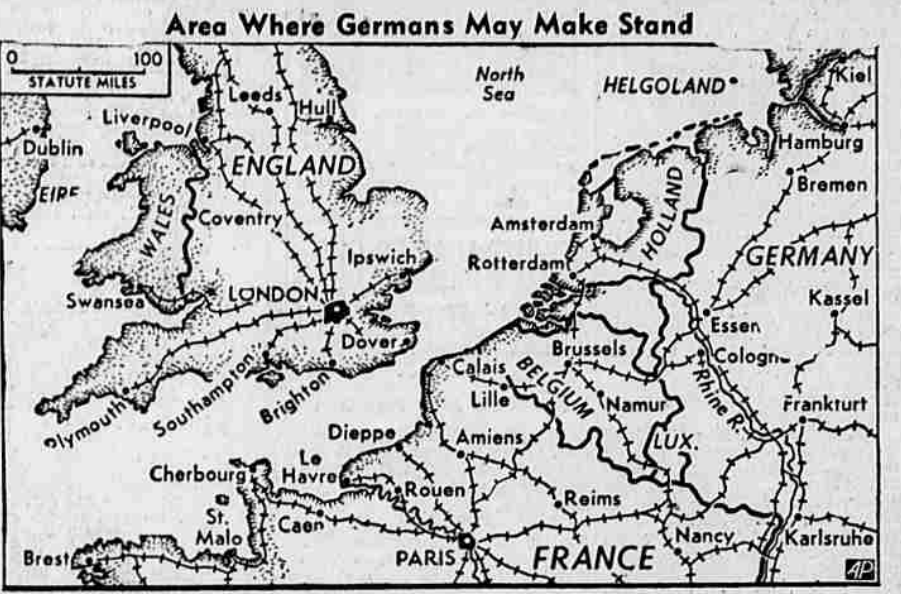 Area Where Germans May Make Stand
0 100
STATUTE MILES
North
Sea
HELGOLAND
Kiel
Leeds
Hull
Liverpool
Dublin
Hamburg
ENGLAND
EIRE
Bremen
WALES
HOLLAND
Coventry
Amsterdam
Ipswich
GERMANY
Rotterdam
Swansea
LONDON
Kassel
Essen
Dover
Brussels
Cologn
Calais
BELGIUM
Southampton
Brighton
Lille
Rhine R.
Plymouth
Namur
Frankfurt
Dieppe
Amiens
LUX.
Cherbourg
Le
Havre
Rouen
Reims
St.
Malo
Caen
Brest
PARIS
FRANCE
Nancy
Karlsruhe
AP